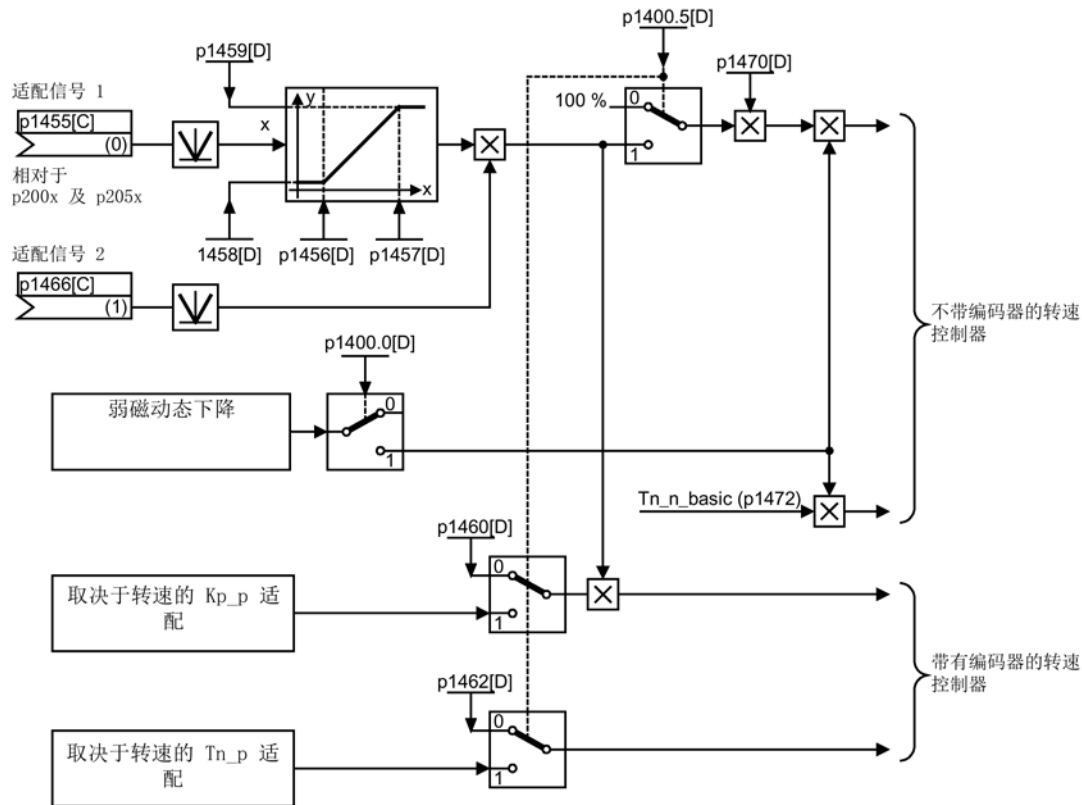 p1400.5[D]
p1459[D]
p1470[D]
适配信号 1
p1455[C]
(0)
x
y
x
100 %
0
1
相对于
p200x 及 p205x
1458[D]
p1456[D]
p1457[D]
适配信号 2
p1466[C]
(1)
不带编码器的转速
控制器
p1400.0[D]
弱磁动态下降
0
1
Tn_n_basic (p1472)
p1460[D]
0
1
取决于转速的 Kp_p 适
配
带有编码器的转速
控制器
p1462[D]
0
1
取决于转速的 Tn_p 适
配